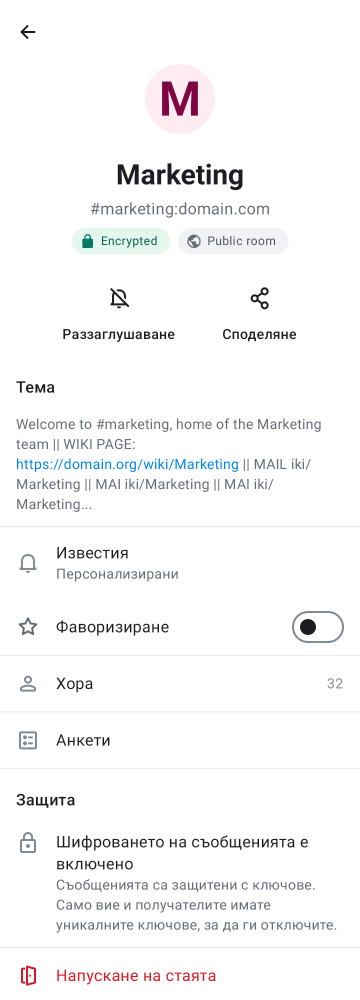 M
Marketing
#marketing:domain.com
Encrypted
Public room
Раззаглушаване
Споделяне
Тема
Welcome to #marketing, home of the Marketing
team || WIKI PAGE:
https://domain.org/wiki/Marketing || MAIL iki/
Marketing || MAI iki/Marketing || MAI iki/
Marketing...
Известия
Персонализирани
Фаворизиране
Хора
32
Анкети
Защита
Шифроването на съобщенията е
включено
Съобщенията са защитени с ключове.
Само вие и получателите имате
уникалните ключове, за да ги отключите.
Напускане на стаята